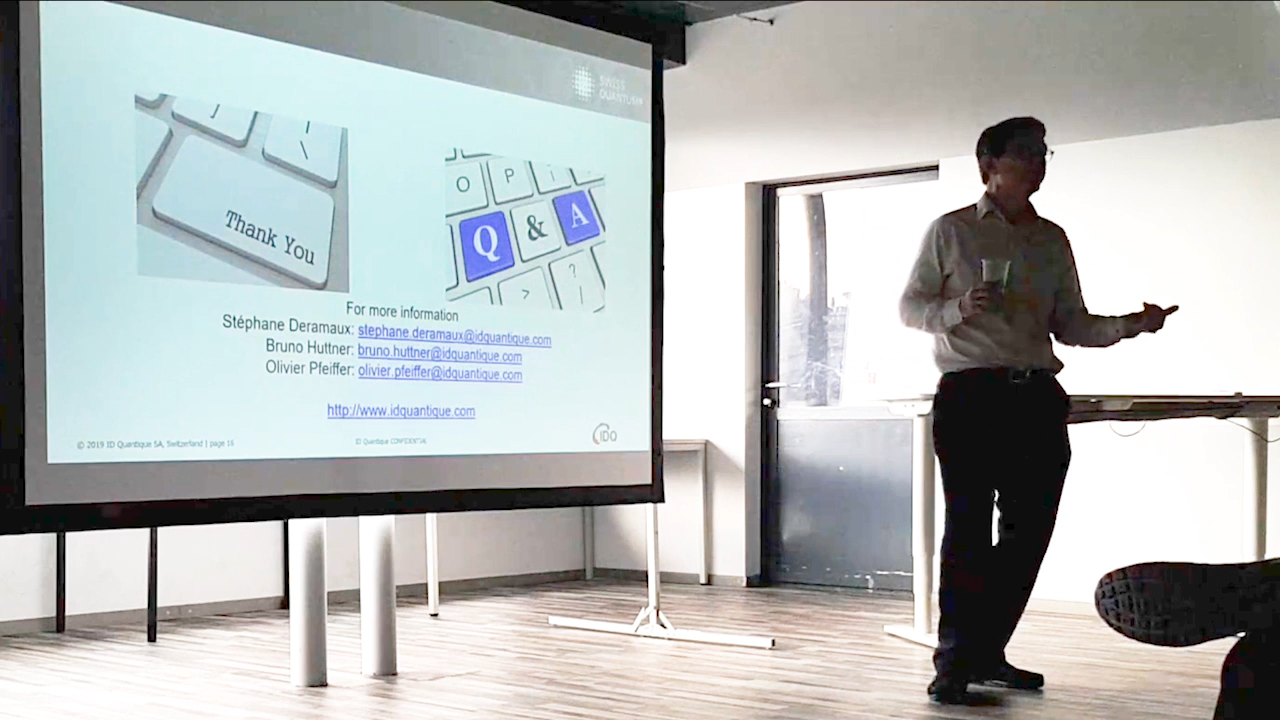 SWISS
QUANTUM
Thank You
O P
Q & A
?
>
For more information
Stéphane Deramaux: stephane.deramaux@idquantique.com
Bruno Huttner: bruno.huttner@idquantique.com
Olivier Pfeiffer: olivier.pfeiffer@idquantique.com
http://www.idquantique.com
© 2019 ID Quantique SA, Switzerland | page 16
ID Quantique CONFIDENTIAL
IDQ